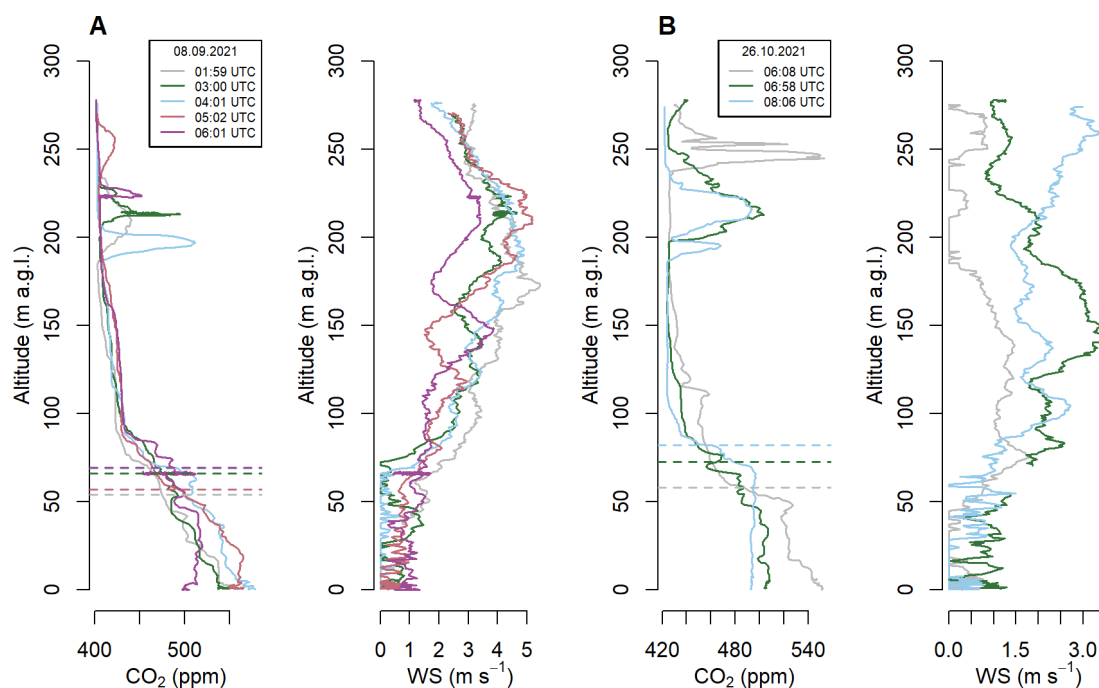 A
08.09.2021
01:59 UTC
03:00 UTC
04:01 UTC
05:02 UTC
06:01 UTC
Altitude (m a.g.l.)
0 50 100 150 200 250 300
400 500
CO₂ (ppm)
Altitude (m a.g.l.)
0 50 100 150 200 250 300
0 1 2 3 4 5
WS (m s⁻¹)
B
26.10.2021
06:08 UTC
06:58 UTC
08:06 UTC
Altitude (m a.g.l.)
0 50 100 150 200 250 300
420 480 540
CO₂ (ppm)
Altitude (m a.g.l.)
0 50 100 150 200 250 300
0.0 1.5 3.0
WS (m s⁻¹)